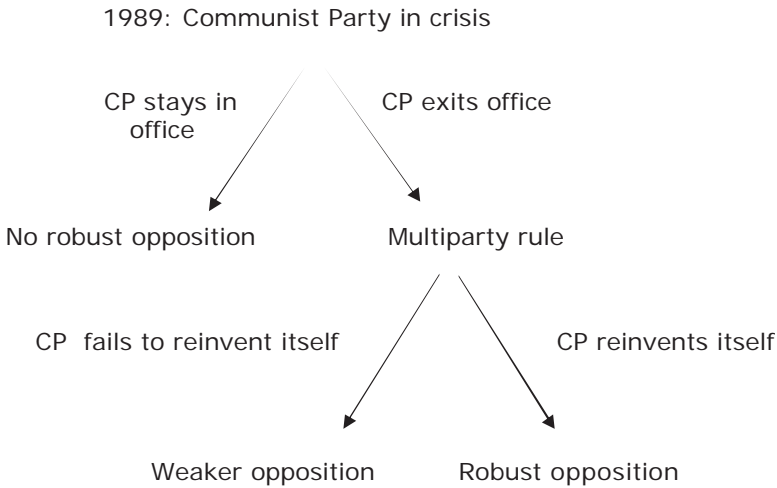 1989: Communist Party in crisis
CP stays in
office
CP exits office
No robust opposition
Multiparty rule
CP fails to reinvent itself
CP reinvents itself
Weaker opposition
Robust opposition